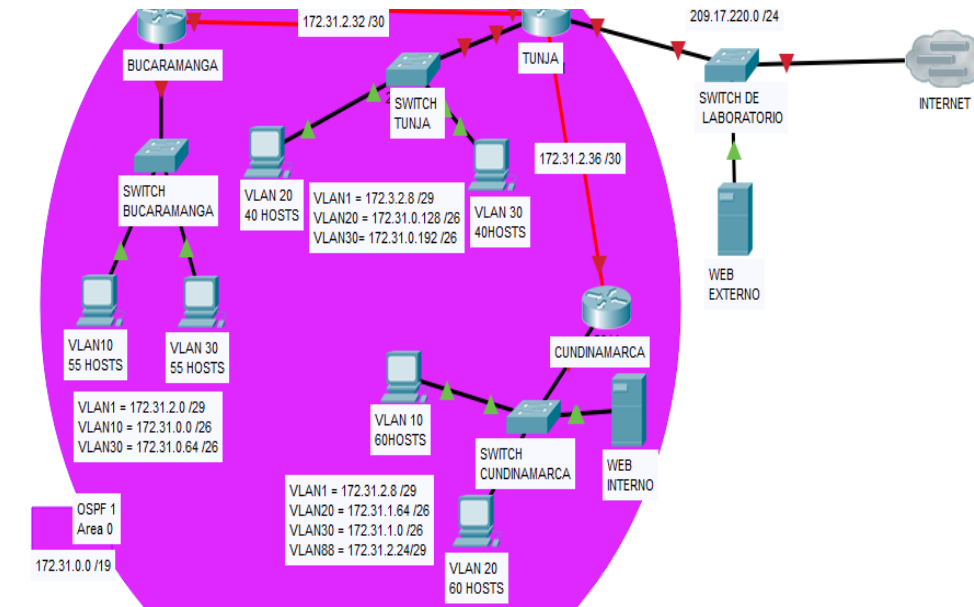 172.31.2.32 /30
209.17.220.0 /24
BUCARAMANGA
TUNJA
INTERNET
SWITCH
TUNJA
SWITCH DE
LABORATORIO
172.31.2.36 /30
SWITCH
BUCARAMANGA
VLAN 20
40 HOSTS
VLAN1 = 172.3.2.8 /29
VLAN20 = 172.31.0.128 /26
VLAN30= 172.31.0.192 /26
VLAN 30
40HOSTS
WEB
EXTERNO
VLAN10
55 HOSTS
VLAN 30
55 HOSTS
CUNDINAMARCA
VLAN1 = 172.31.2.0 /29
VLAN10 = 172.31.0.0 /26
VLAN30 = 172.31.0.64 /26
VLAN 10
60HOSTS
SWITCH
CUNDINAMARCA
WEB
INTERNO
VLAN1 = 172.31.2.8 /29
VLAN20 = 172.31.1.64 /26
VLAN30 = 172.31.1.0 /26
VLAN88 = 172.31.2.24/29
OSPF 1
Area 0
172.31.0.0 /19
VLAN 20
60 HOSTS